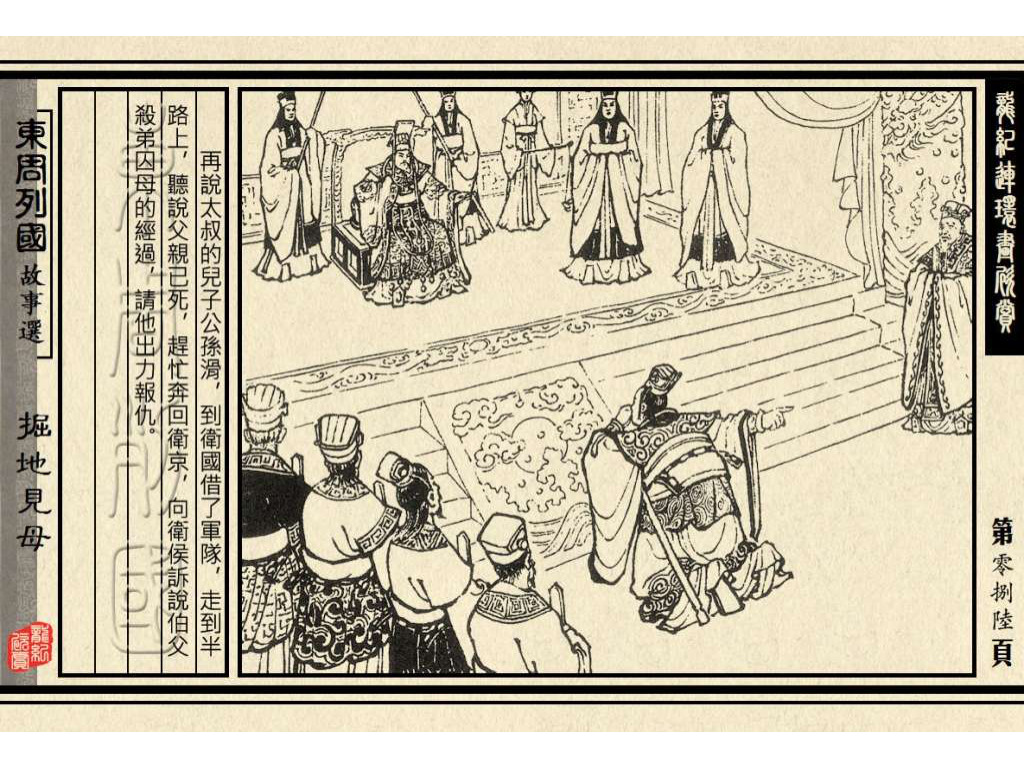 龍紀連環畫欣賞
第零捌陸頁
再說太叔的兒子公孫滑，到衛國借了軍隊，走到半
路上，聽說父親已死，趕忙奔回衛京，向衛侯訴說伯父
殺弟囚母的經過，請他出力報仇。
東周列國故事選
掘地見母